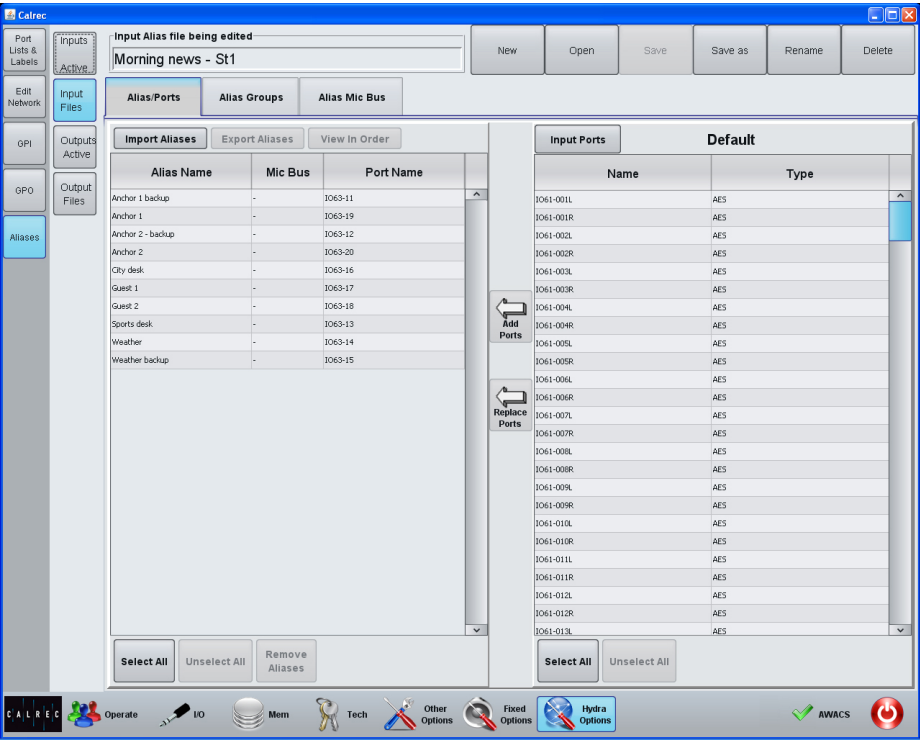 Calrec
Port
Lists &
Labels
Edit
Network
GPI
GPO
Aliases
Inputs
Active
Input
Files
Outputs
Active
Output
Files
Input Alias file being edited
Morning news - St1
New
Open
Save
Save as
Rename
Delete
Alias/Ports
Alias Groups
Alias Mic Bus
Import Aliases
Export Aliases
View In Order
Alias Name Mic Bus Port Name
Anchor 1 backup - IO63-11
Anchor 1 - IO63-19
Anchor 2 - backup - IO63-12
Anchor 2 - IO63-20
City desk - IO63-16
Guest 1 - IO63-17
Guest 2 - IO63-18
Sports desk - IO63-13
Weather - IO63-14
Weather backup - IO63-15
Select All
Unselect All
Remove
Aliases
Add
Ports
Replace
Ports
Input Ports
Default
Name Type
IO61-001L AES
IO61-001R AES
IO61-002L AES
IO61-002R AES
IO61-003L AES
IO61-003R AES
IO61-004L AES
IO61-004R AES
IO61-005L AES
IO61-005R AES
IO61-006L AES
IO61-006R AES
IO61-007L AES
IO61-007R AES
IO61-008L AES
IO61-008R AES
IO61-009L AES
IO61-009R AES
IO61-010L AES
IO61-010R AES
IO61-011L AES
IO61-011R AES
IO61-012L AES
IO61-012R AES
IO61-013L AES
Select All
Unselect All
CALREC
Operate
I/O
Mem
Tech
Other
Options
Fixed
Options
Hydra
Options
AWACS